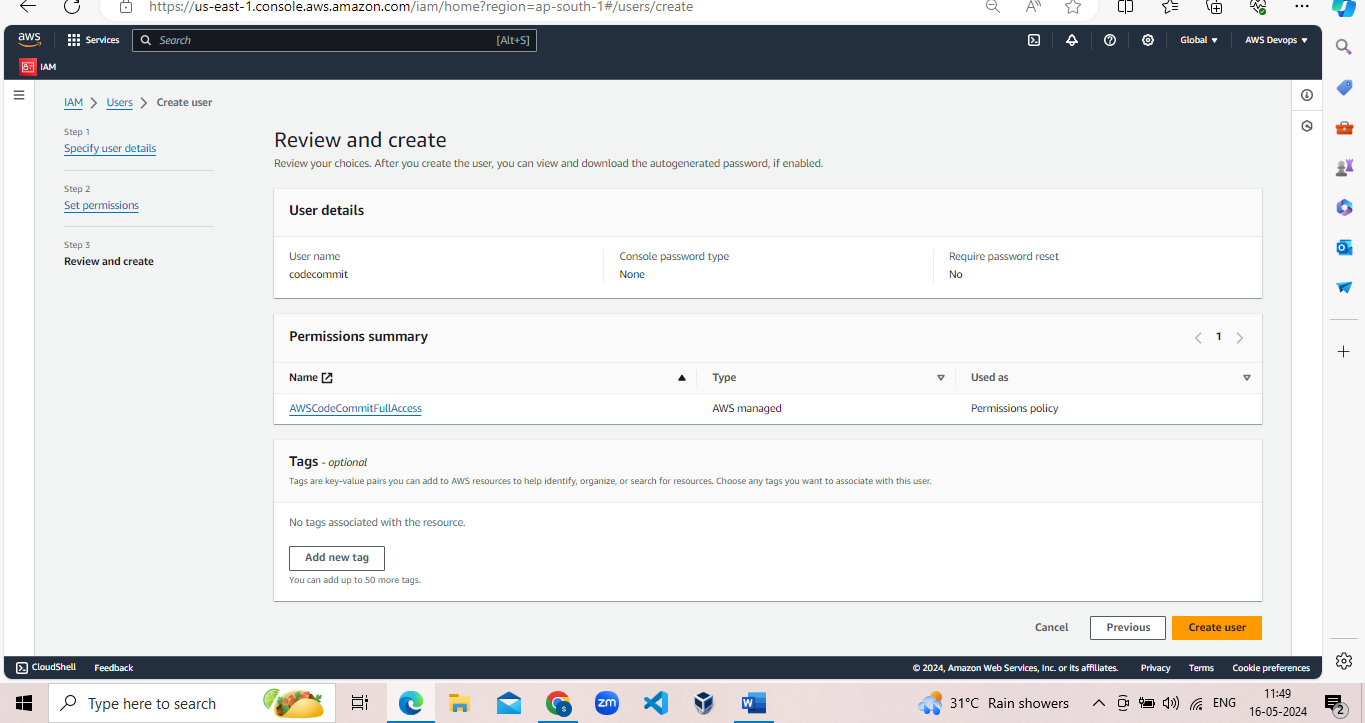 https://us-east-1.console.aws.amazon.com/iam/home?region=ap-south-1#/users/create
aws
Services
Search
[Alt+S]
Global
AWS Devops
IAM
IAM
Users
Create user
Step 1
Specify user details
Step 2
Set permissions
Step 3
Review and create
Review and create
Review your choices. After you create the user, you can view and download the autogenerated password, if enabled.
User details
User name
codecommit
Console password type
None
Require password reset
No
Permissions summary
1
Name
Type
Used as
AWSCodeCommitFullAccess
AWS managed
Permissions policy
Tags - optional
Tags are key-value pairs you can add to AWS resources to help identify, organize, or search for resources. Choose any tags you want to associate with this user.
No tags associated with the resource.
Add new tag
You can add up to 50 more tags.
Cancel
Previous
Create user
CloudShell
Feedback
© 2024, Amazon Web Services, Inc. or its affiliates.
Privacy
Terms
Cookie preferences
Type here to search
zm
31°C Rain showers
ENG
11:49
16-05-2024
2